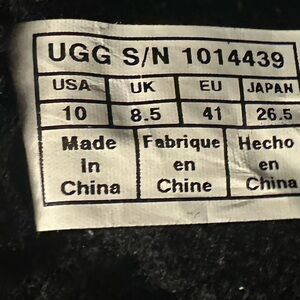 UGG S/N 1014439
USA UK EU JAPAN
10 8.5 41 26.5
Made Fabrique Hecho
in en en
China Chine China